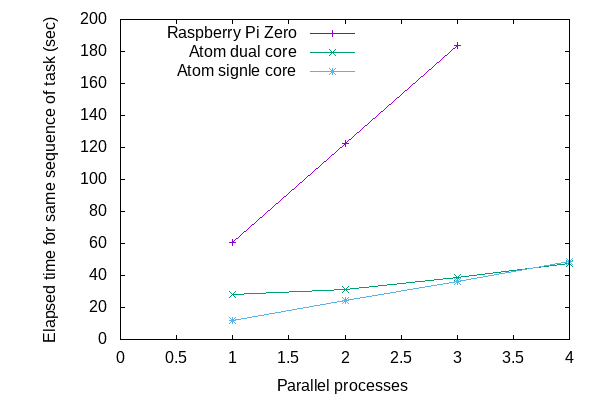 Elapsed time for same sequence of task (sec)
200
180
160
140
120
100
80
60
40
20
0
Raspberry Pi Zero
Atom dual core
Atom signle core
0 0.5 1 1.5 2 2.5 3 3.5 4
Parallel processes